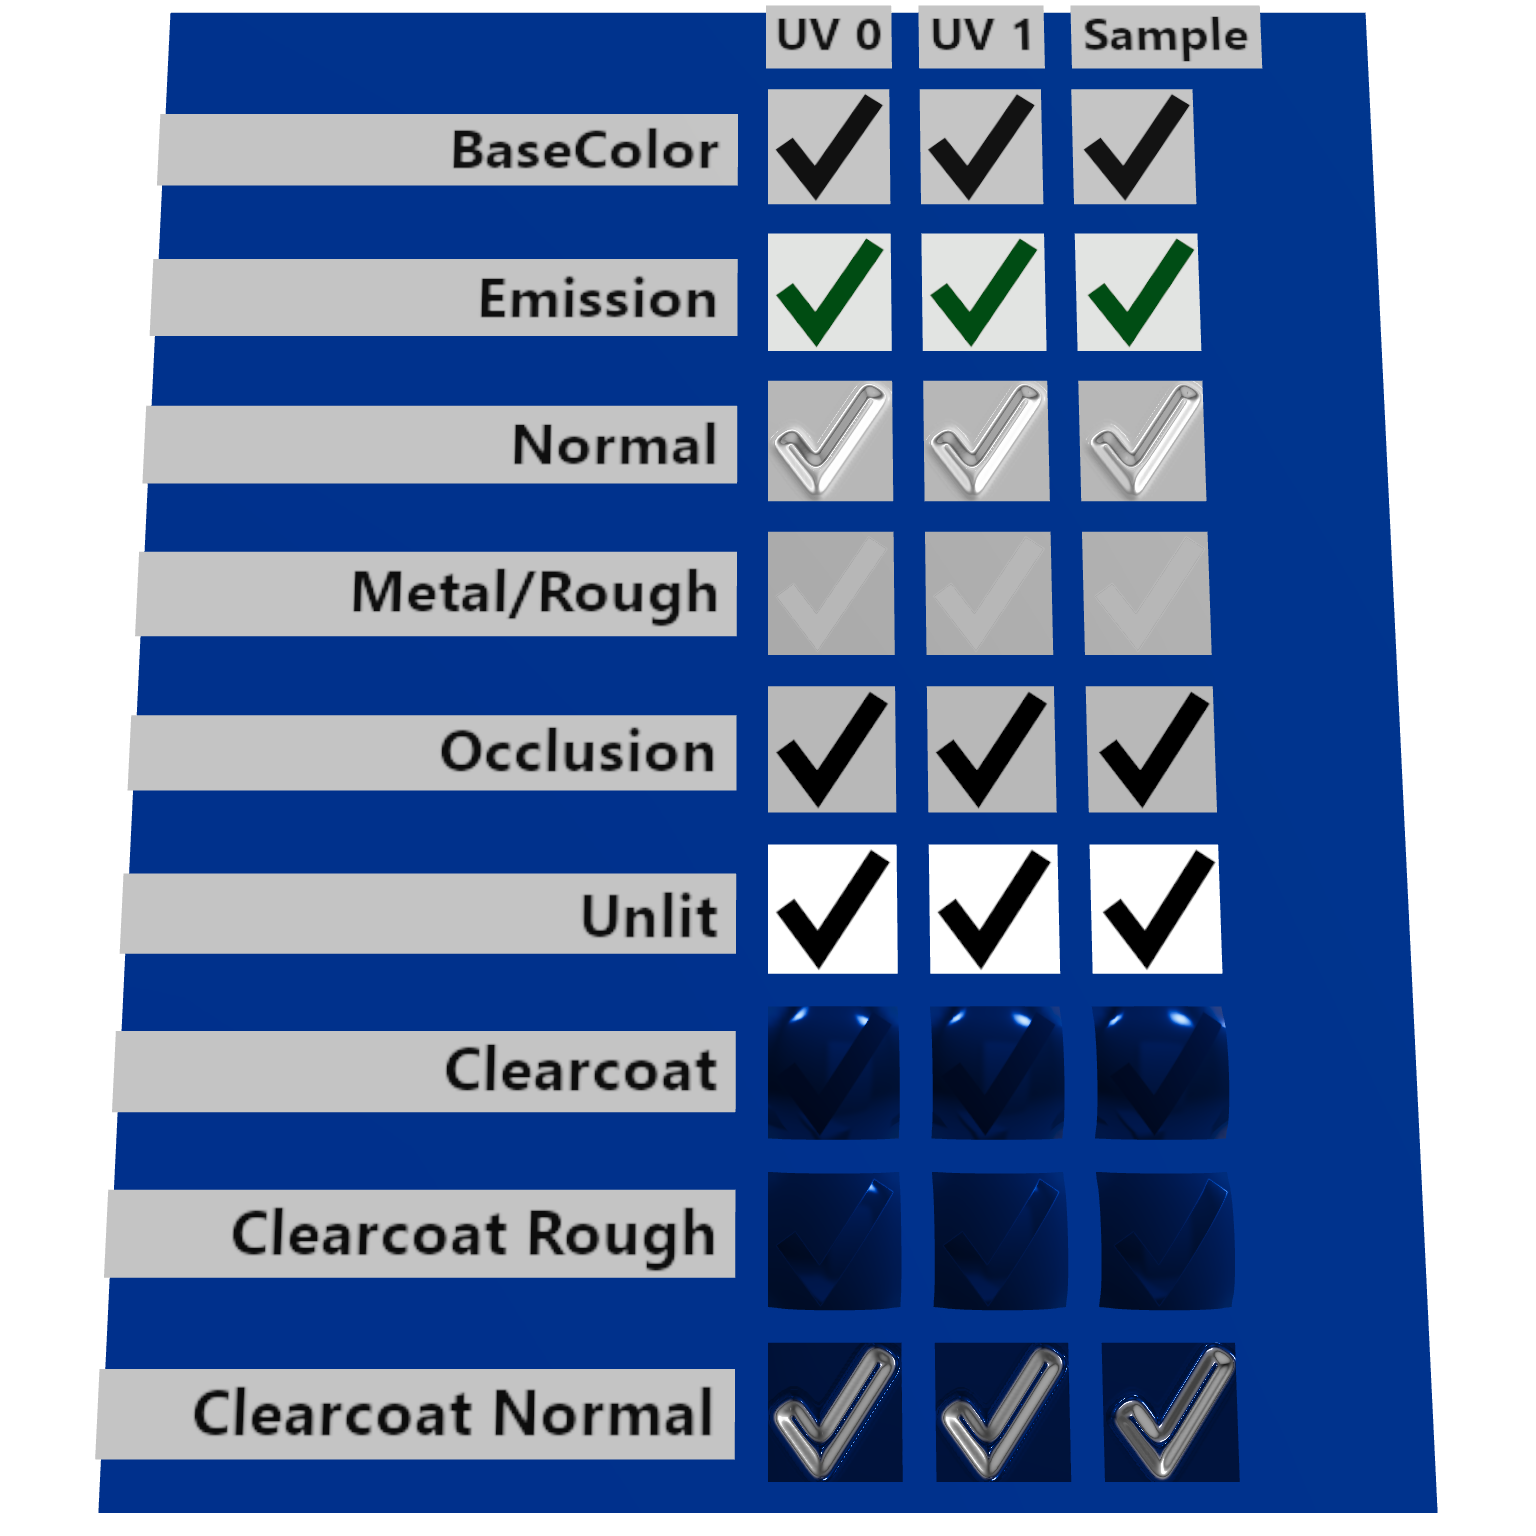 UV 0 UV 1 Sample
BaseColor
Emission
Normal
Metal/Rough
Occlusion
Unlit
Clearcoat
Clearcoat Rough
Clearcoat Normal